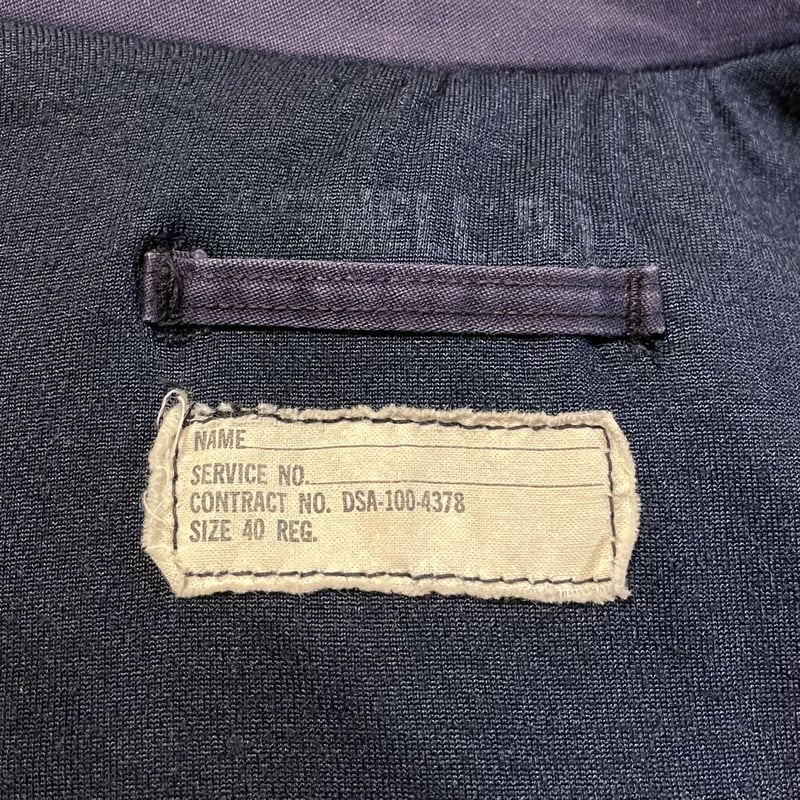 NAME
SERVICE NO.
CONTRACT NO. DSA-100-4378
SIZE 40 REG.